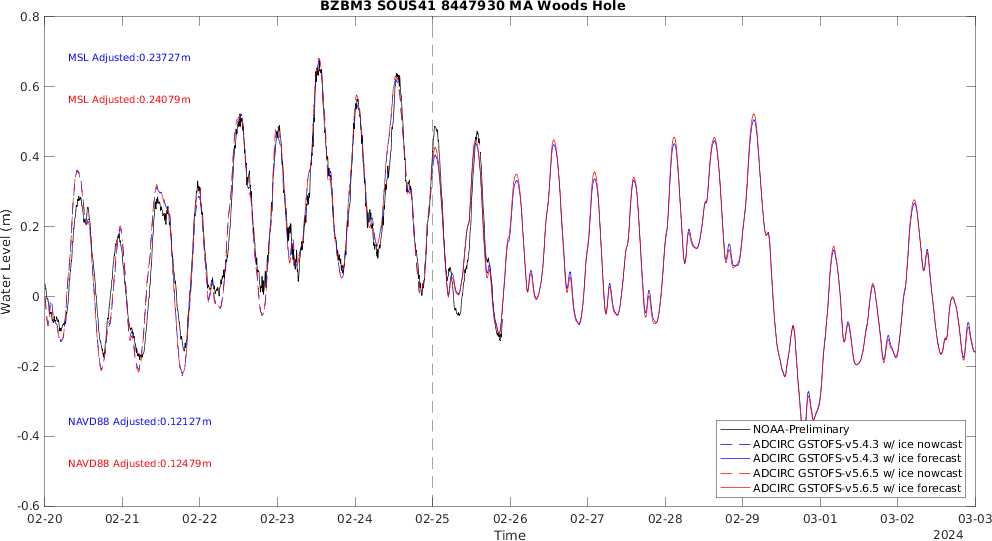 BZBM3 SOUS41 8447930 MA Woods Hole
0.8
0.6
0.4
0.2
0
-0.2
-0.4
-0.6
Water Level (m)
MSL Adjusted:0.23727m
MSL Adjusted:0.24079m
NAVD88 Adjusted:0.12127m
NAVD88 Adjusted:0.12479m
NOAA-Preliminary
ADCIRC GSTOFS-v5.4.3 w/ ice nowcast
ADCIRC GSTOFS-v5.4.3 w/ ice forecast
ADCIRC GSTOFS-v5.6.5 w/ ice nowcast
ADCIRC GSTOFS-v5.6.5 w/ ice forecast
02-20 02-21 02-22 02-23 02-24 02-25 02-26 02-27 02-28 02-29 03-01 03-02 03-03
Time
2024